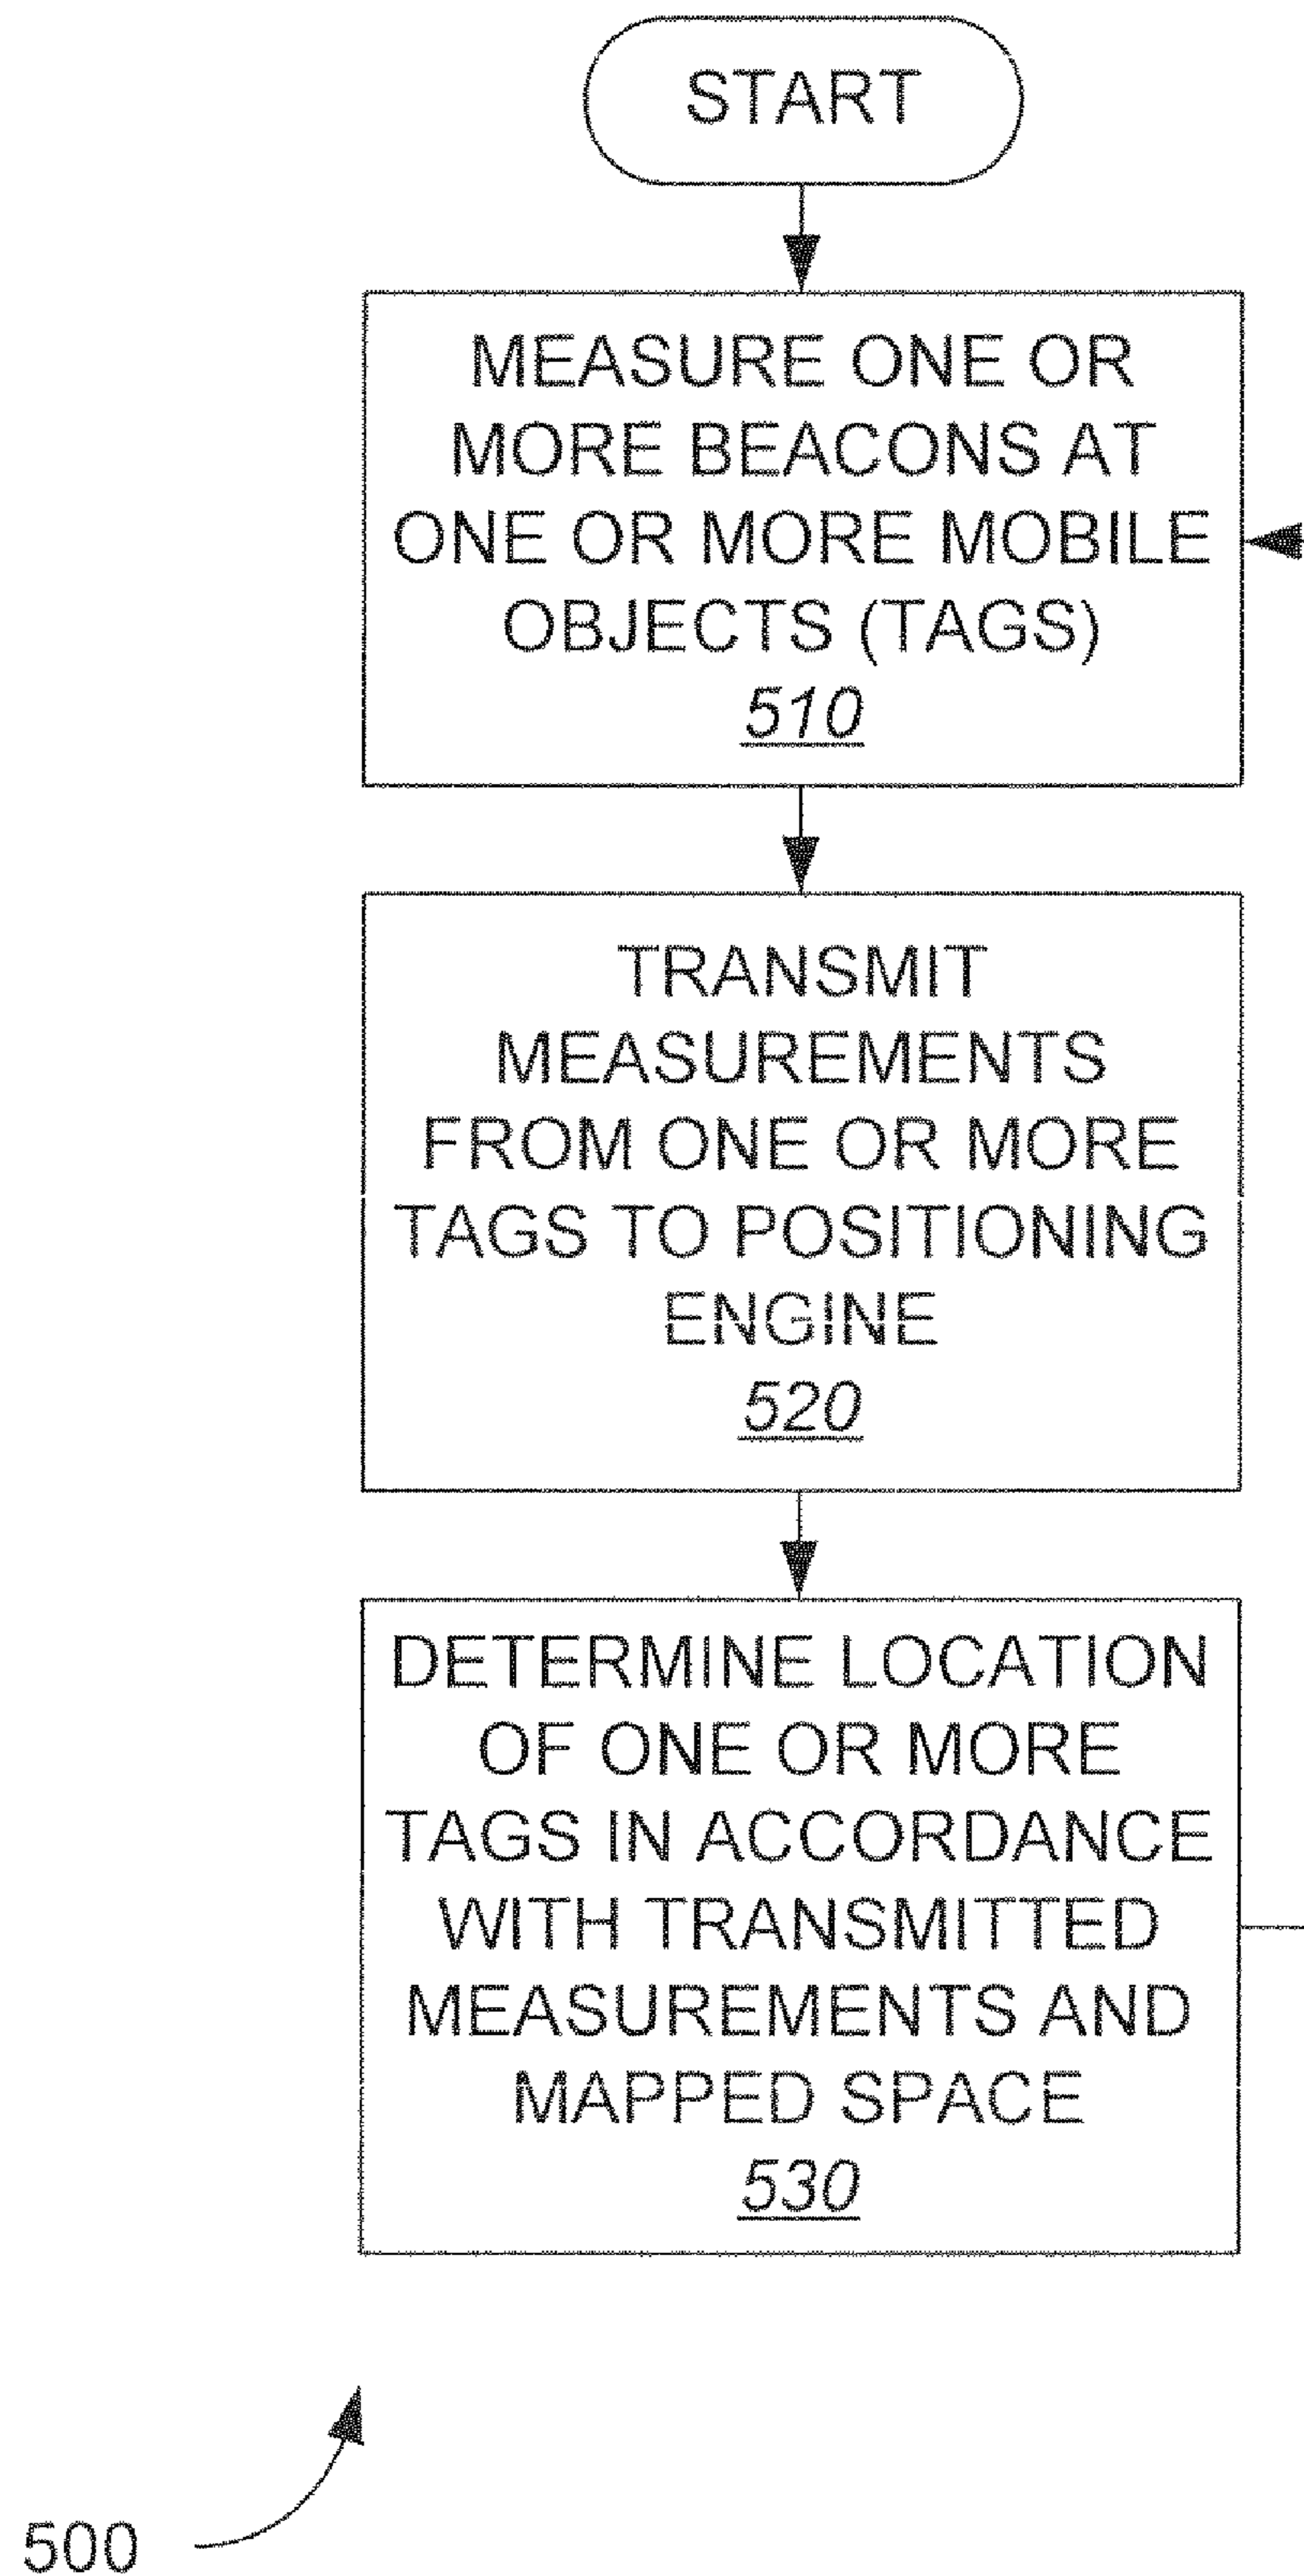 START
MEASURE ONE OR
MORE BEACONS AT
ONE OR MORE MOBILE
OBJECTS (TAGS)
510
TRANSMIT
MEASUREMENTS
FROM ONE OR MORE
TAGS TO POSITIONING
ENGINE
520
DETERMINE LOCATION
OF ONE OR MORE
TAGS IN ACCORDANCE
WITH TRANSMITTED
MEASUREMENTS AND
MAPPED SPACE
530
500